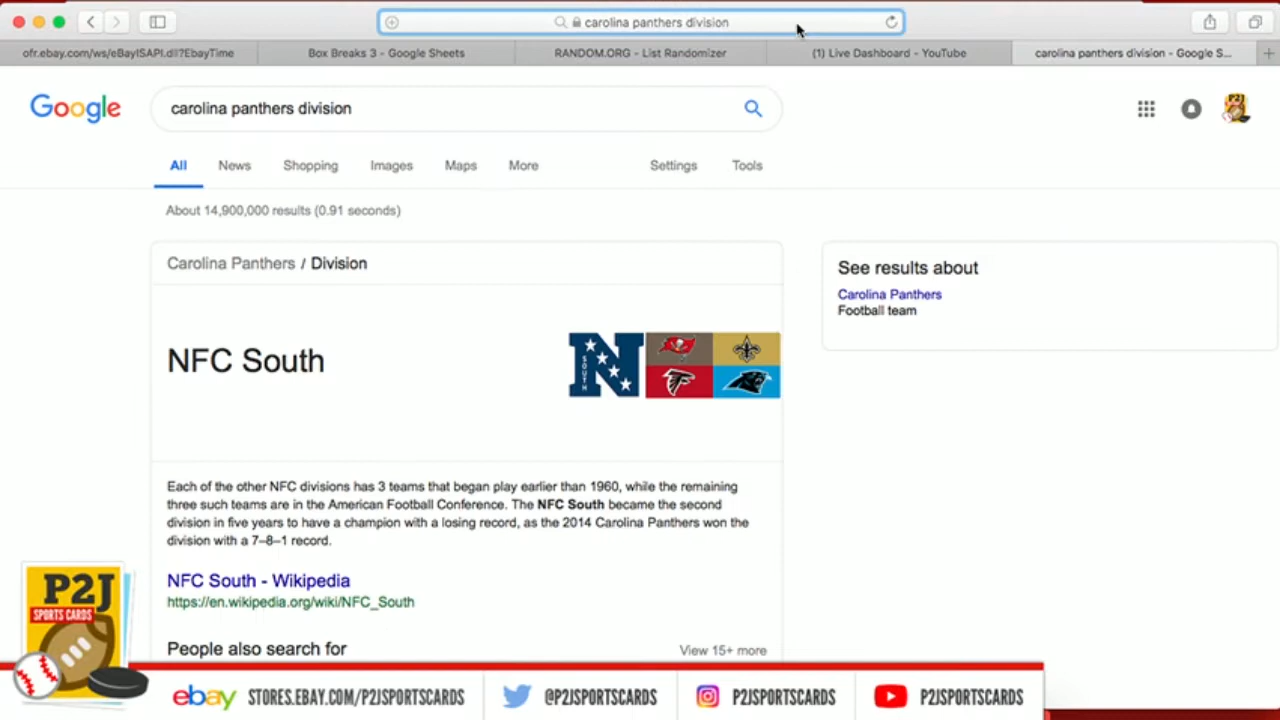 carolina panthers division
ofr.ebay.com/ws/eBayISAPI.dll?EbayTime
Box Breaks 3 - Google Sheets
RANDOM.ORG - List Randomizer
(1) Live Dashboard - YouTube
carolina panthers division - Google S...
Google
carolina panthers division
All
News
Shopping
Images
Maps
More
Settings
Tools
About 14,900,000 results (0.91 seconds)
Carolina Panthers / Division
NFC South
SOUTH
N
Each of the other NFC divisions has 3 teams that began play earlier than 1960, while the remaining
three such teams are in the American Football Conference. The NFC South became the second
division in five years to have a champion with a losing record, as the 2014 Carolina Panthers won the
division with a 7–8–1 record.
NFC South - Wikipedia
https://en.wikipedia.org/wiki/NFC_South
People also search for
View 15+ more
See results about
Carolina Panthers
Football team
P2J
SPORTS CARDS
ebay STORES.EBAY.COM/P2JSPORTSCARDS
@P2JSPORTSCARDS
P2JSPORTSCARDS
P2JSPORTSCARDS